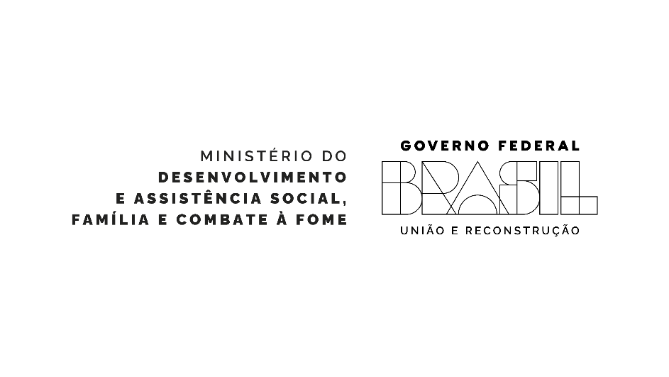 MINISTÉRIO DO
DESENVOLVIMENTO
E ASSISTÊNCIA SOCIAL,
FAMÍLIA E COMBATE À FOME
GOVERNO FEDERAL
BRASIL
UNIÃO E RECONSTRUÇÃO